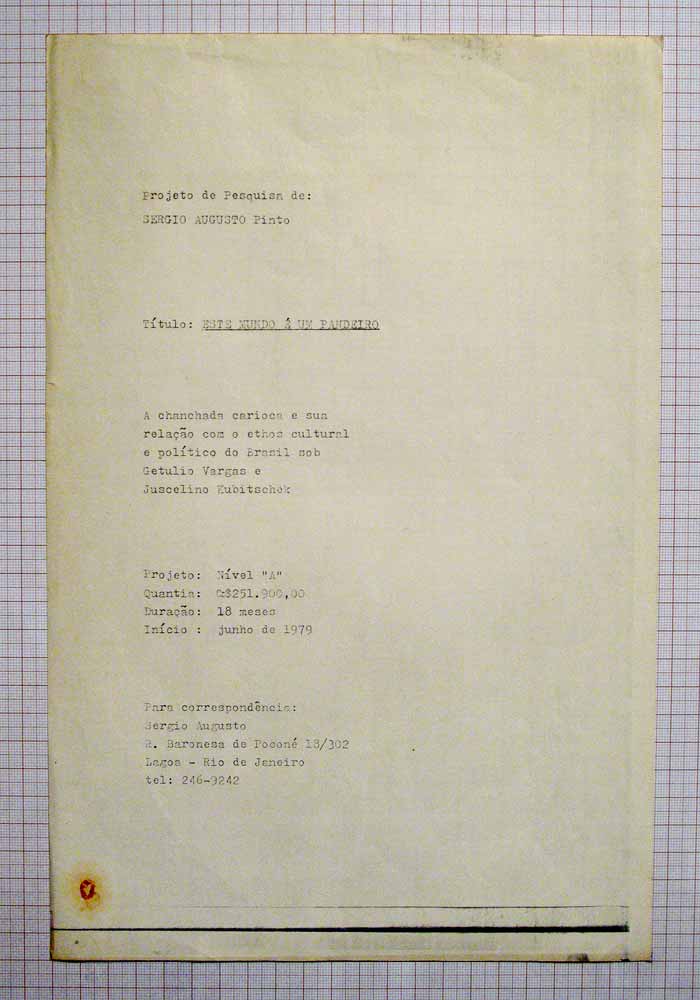 Projeto de Pesquisa de:
SERGIO AUGUSTO Pinto
Título: ESTE MUNDO É UM PANDEIRO
A chanchada carioca e sua
relação com o ethos cultural
e político do Brasil sob
Getulio Vargas e
Juscelino Kubitschek
Projeto: Nível "A"
Quantia: Cr$251.900,00
Duração: 18 meses
Início : junho de 1979
Para correspondência:
Sergio Augusto
R. Baronesa de Poconé 18/302
Lagoa - Rio de Janeiro
tel: 246-9242